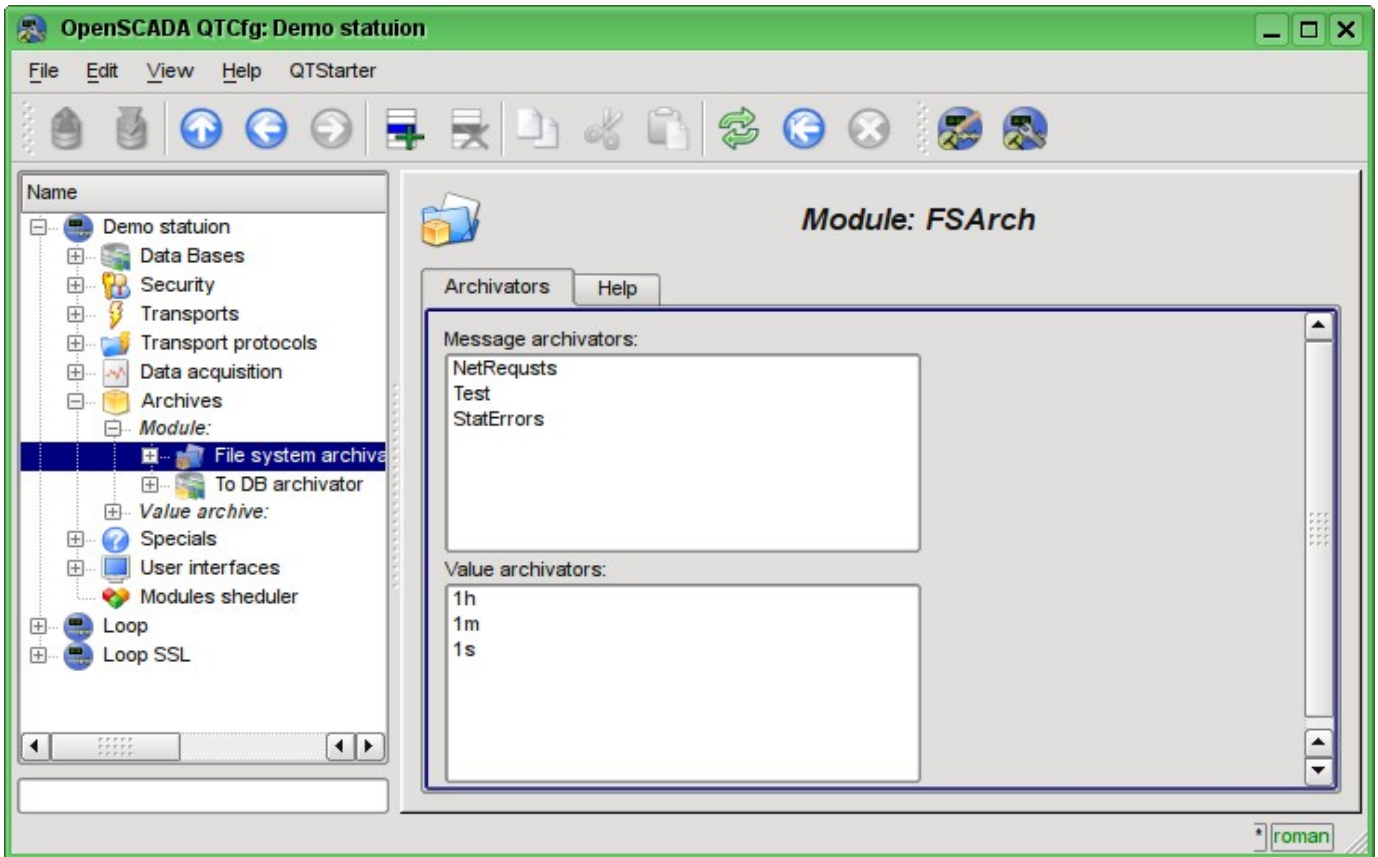 OpenSCADA QTCfg: Demo statuion
File Edit View Help QTStarter
Name
Demo statuion
Data Bases
Security
Transports
Transport protocols
Data acquisition
Archives
Module:
File system archiva
To DB archivator
Value archive:
Specials
User interfaces
Modules sheduler
Loop
Loop SSL
Module: FSArch
Archivators Help
Message archivators:
NetRequsts
Test
StatErrors
Value archivators:
1h
1m
1s
* roman